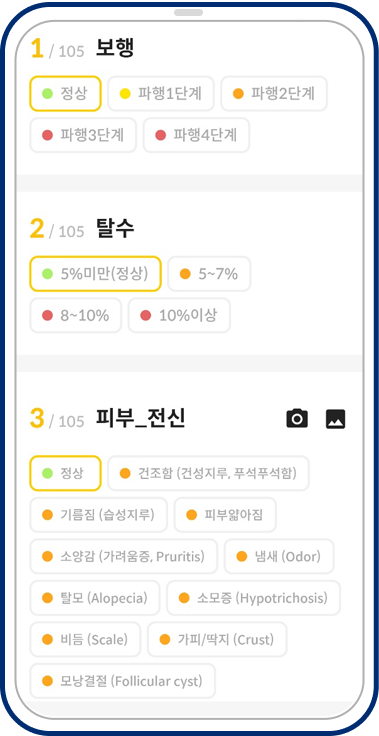 1 / 105 보행
정상 파행1단계 파행2단계
파행3단계 파행4단계
2 / 105 탈수
5%미만(정상) 5~7%
8~10% 10%이상
3 / 105 피부_전신
정상 건조함 (건성지루, 푸석푸석함)
기름짐 (습성지루) 피부얇아짐
소양감 (가려움증, Pruritis) 냄새 (Odor)
탈모 (Alopecia) 소모증 (Hypotrichosis)
비듬 (Scale) 가피/딱지 (Crust)
모낭결절 (Follicular cyst)